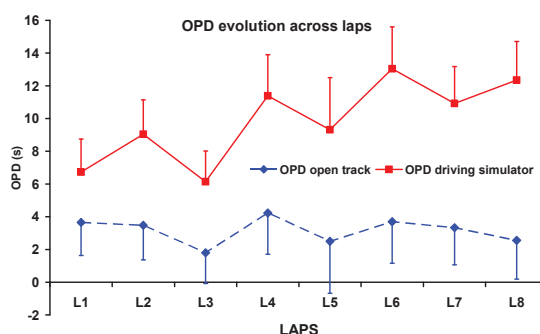 OPD evolution across laps
16
14
12
10
8
6
4
2
0
-2
OPD (s)
OPD open track
OPD driving simulator
L1 L2 L3 L4 L5 L6 L7 L8
LAPS